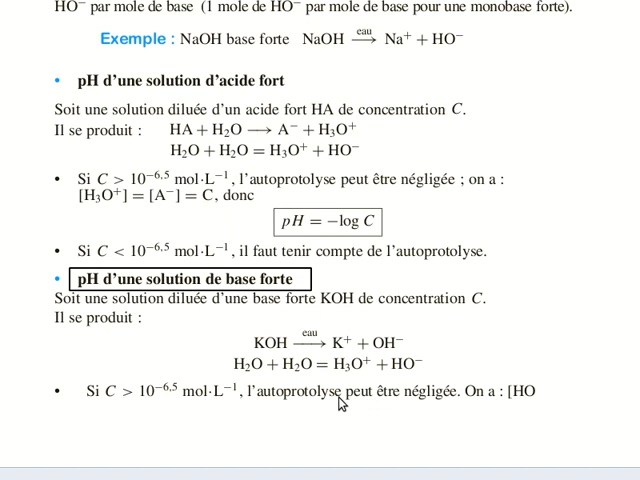 HO⁻ par mole de base (1 mole de HO⁻ par mole de base pour une monobase forte).
Exemple : NaOH base forte NaOH —eau→ Na⁺ + HO⁻
• pH d'une solution d'acide fort
Soit une solution diluée d'un acide fort HA de concentration C.
Il se produit : HA + H₂O ⟶ A⁻ + H₃O⁺
H₂O + H₂O = H₃O⁺ + HO⁻
• Si C > 10⁻⁶,⁵ mol·L⁻¹, l'autoprotolyse peut être négligée ; on a :
[H₃O⁺] = [A⁻] = C, donc
pH = −log C
• Si C < 10⁻⁶,⁵ mol·L⁻¹, il faut tenir compte de l'autoprotolyse.
• pH d'une solution de base forte
Soit une solution diluée d'une base forte KOH de concentration C.
Il se produit :
KOH —eau→ K⁺ + OH⁻
H₂O + H₂O = H₃O⁺ + HO⁻
• Si C > 10⁻⁶,⁵ mol·L⁻¹, l'autoprotolyse peut être négligée. On a : [HO